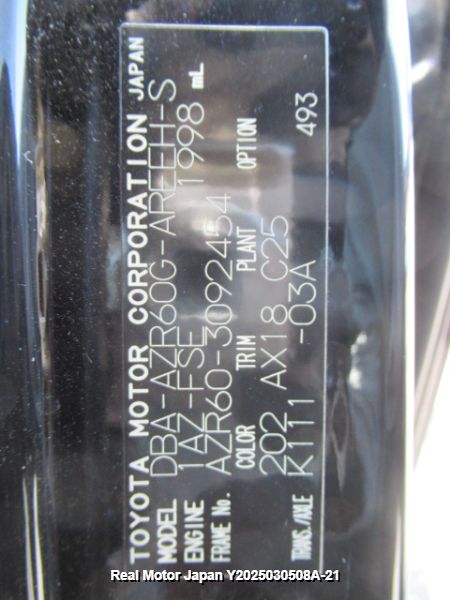 TOYOTA MOTOR CORPORATION JAPAN
MODEL DBA-AZR60G-AREEH-S
ENGINE 1AZ-FSE 1998 mL
FRAME No. AZR60-3092454
COLOR TRIM PLANT OPTION
202 AX18 C25 493
TRANS./AXLE K111 -03A
Real Motor Japan Y2025030508A-21